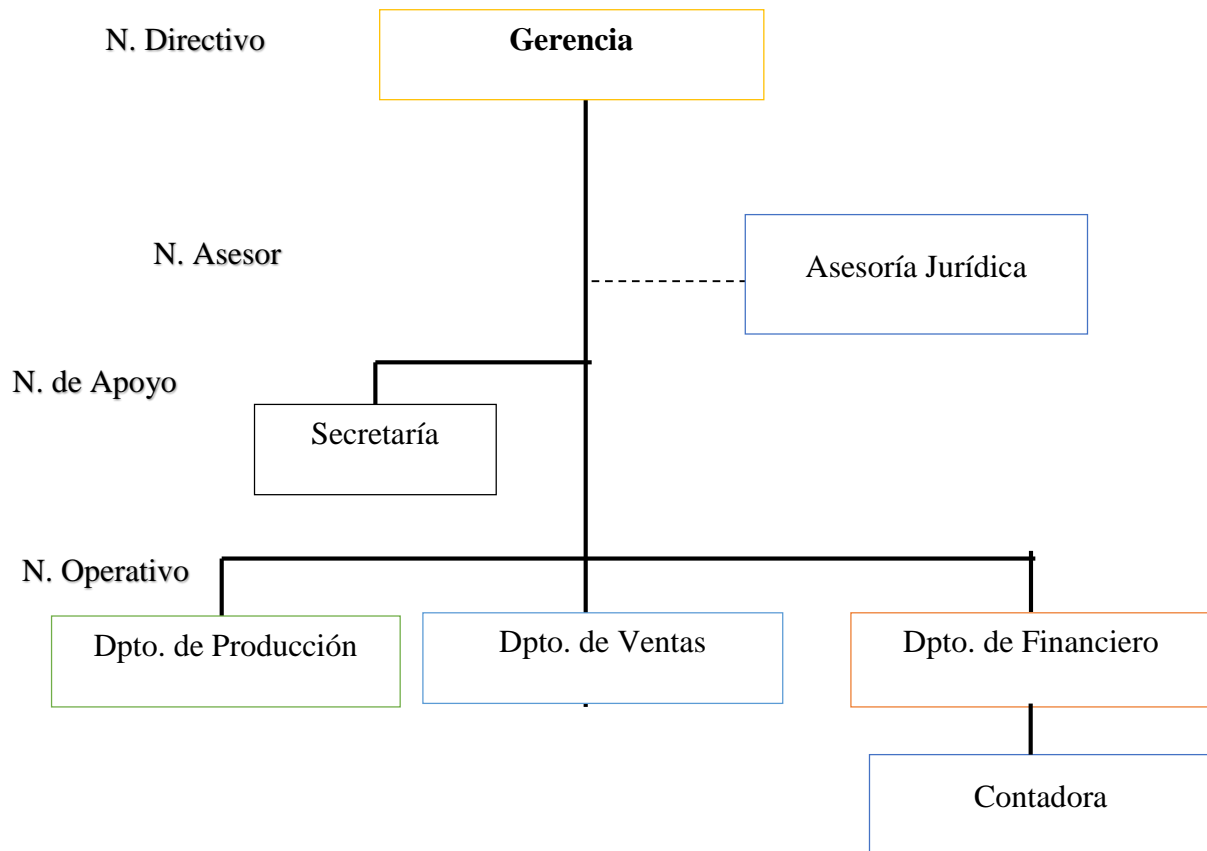 N. Directivo
Gerencia
N. Asesor
Asesoría Jurídica
N. de Apoyo
Secretaría
N. Operativo
Dpto. de Producción
Dpto. de Ventas
Dpto. de Financiero
Contadora